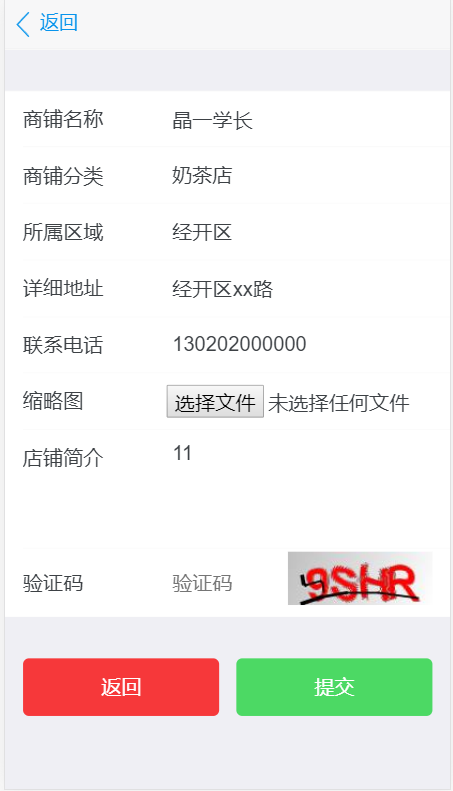 返回
商铺名称 晶一学长
商铺分类 奶茶店
所属区域 经开区
详细地址 经开区xx路
联系电话 130202000000
缩略图 选择文件 未选择任何文件
店铺简介 11
验证码 验证码 9SHR
返回 提交